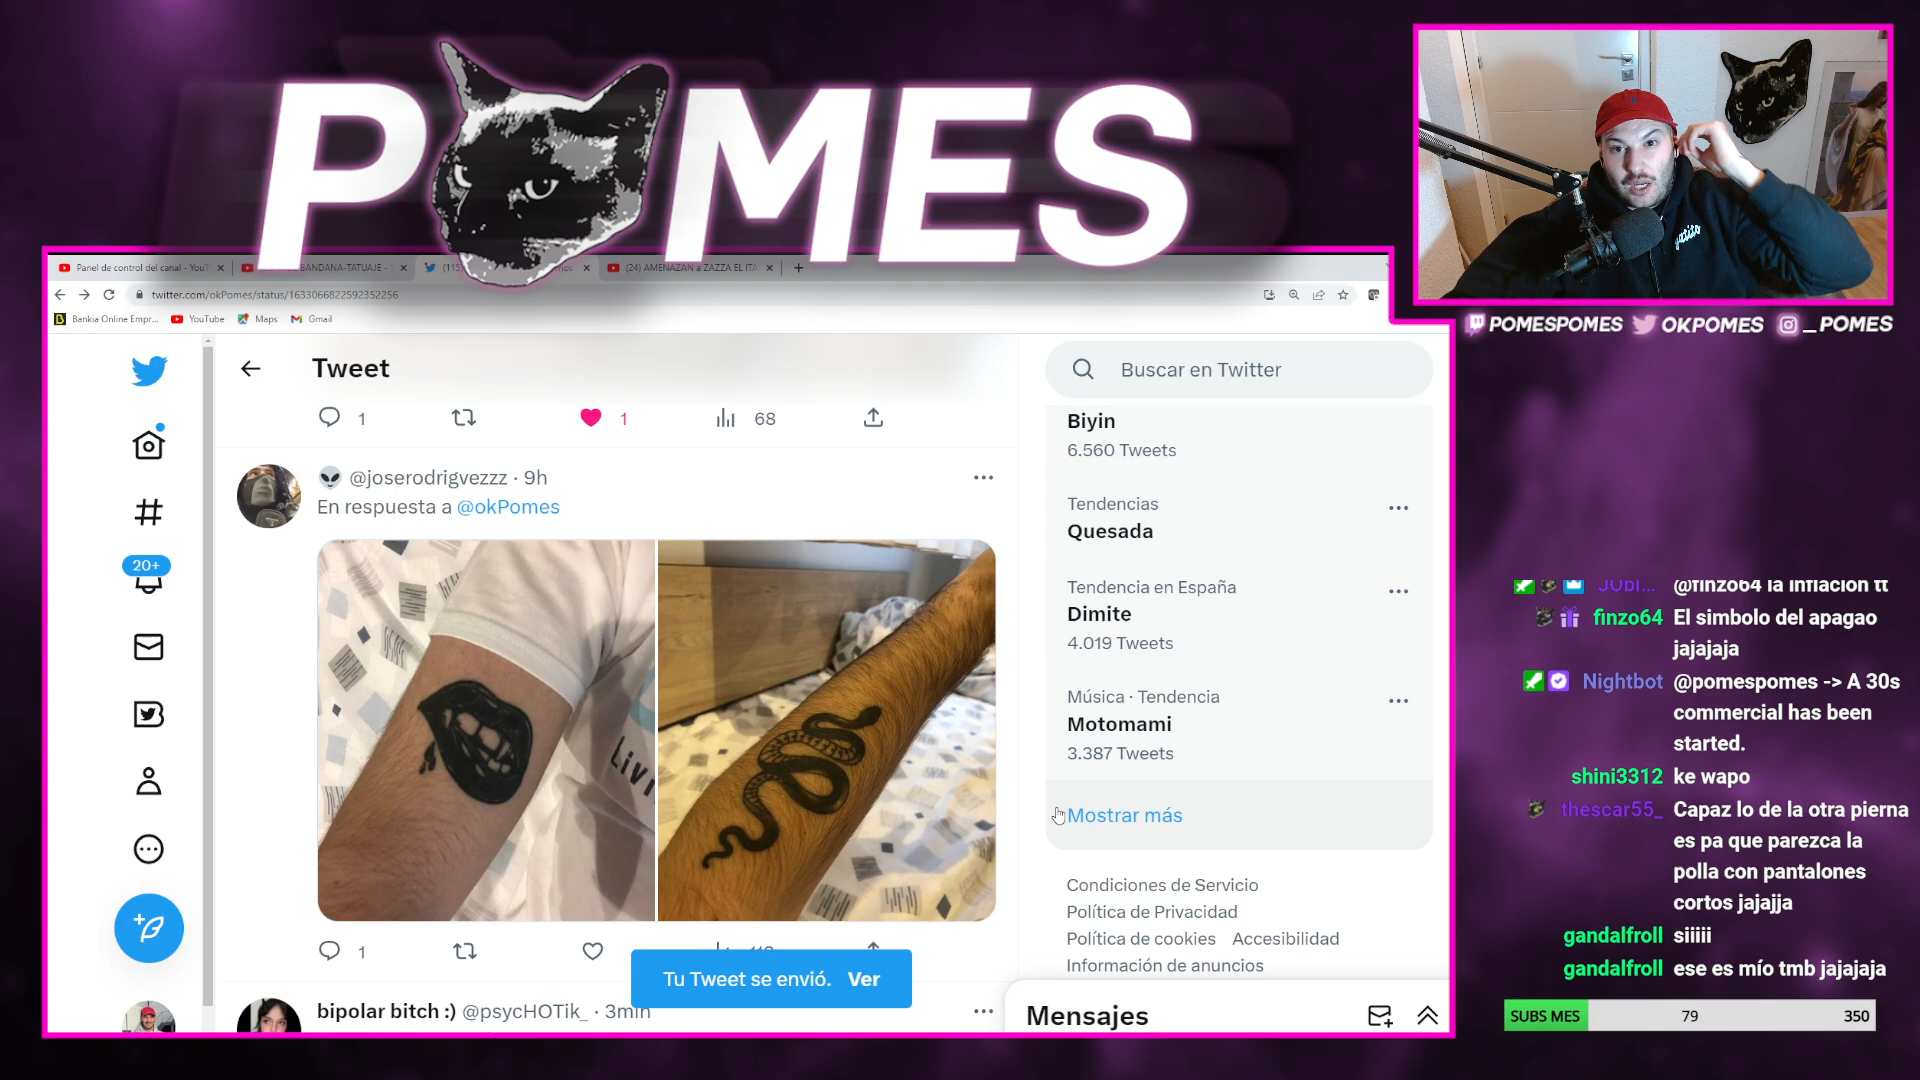 POMES
Panel de control del canal - YouT
BANDANA-TATUAJE -
(24) AMENAZAN a ZAZZA EL ITA
twitter.com/okPomes/status/1633066822592352256
Bankia Online Empr...
YouTube
Maps
Gmail
Tweet
1
1
68
@joserodrigvezzz · 9h
En respuesta a @okPomes
1
Tu Tweet se envió. Ver
bipolar bitch :) @psycHOTik_ · 3min
20+
Buscar en Twitter
Biyin
6.560 Tweets
Tendencias
Quesada
Tendencia en España
Dimite
4.019 Tweets
Música · Tendencia
Motomami
3.387 Tweets
Mostrar más
Condiciones de Servicio
Política de Privacidad
Política de cookies Accesibilidad
Información de anuncios
Mensajes
gatito
POMESPOMES OKPOMES _POMES
@finzo64 la inflacion tt
finzo64 El simbolo del apagao
jajajaja
Nightbot @pomespomes -> A 30s
commercial has been
started.
shini3312 ke wapo
thescar55_ Capaz lo de la otra pierna
es pa que parezca la
polla con pantalones
cortos jajajja
gandalfroll siiiii
gandalfroll ese es mío tmb jajajaja
SUBS MES 79 350